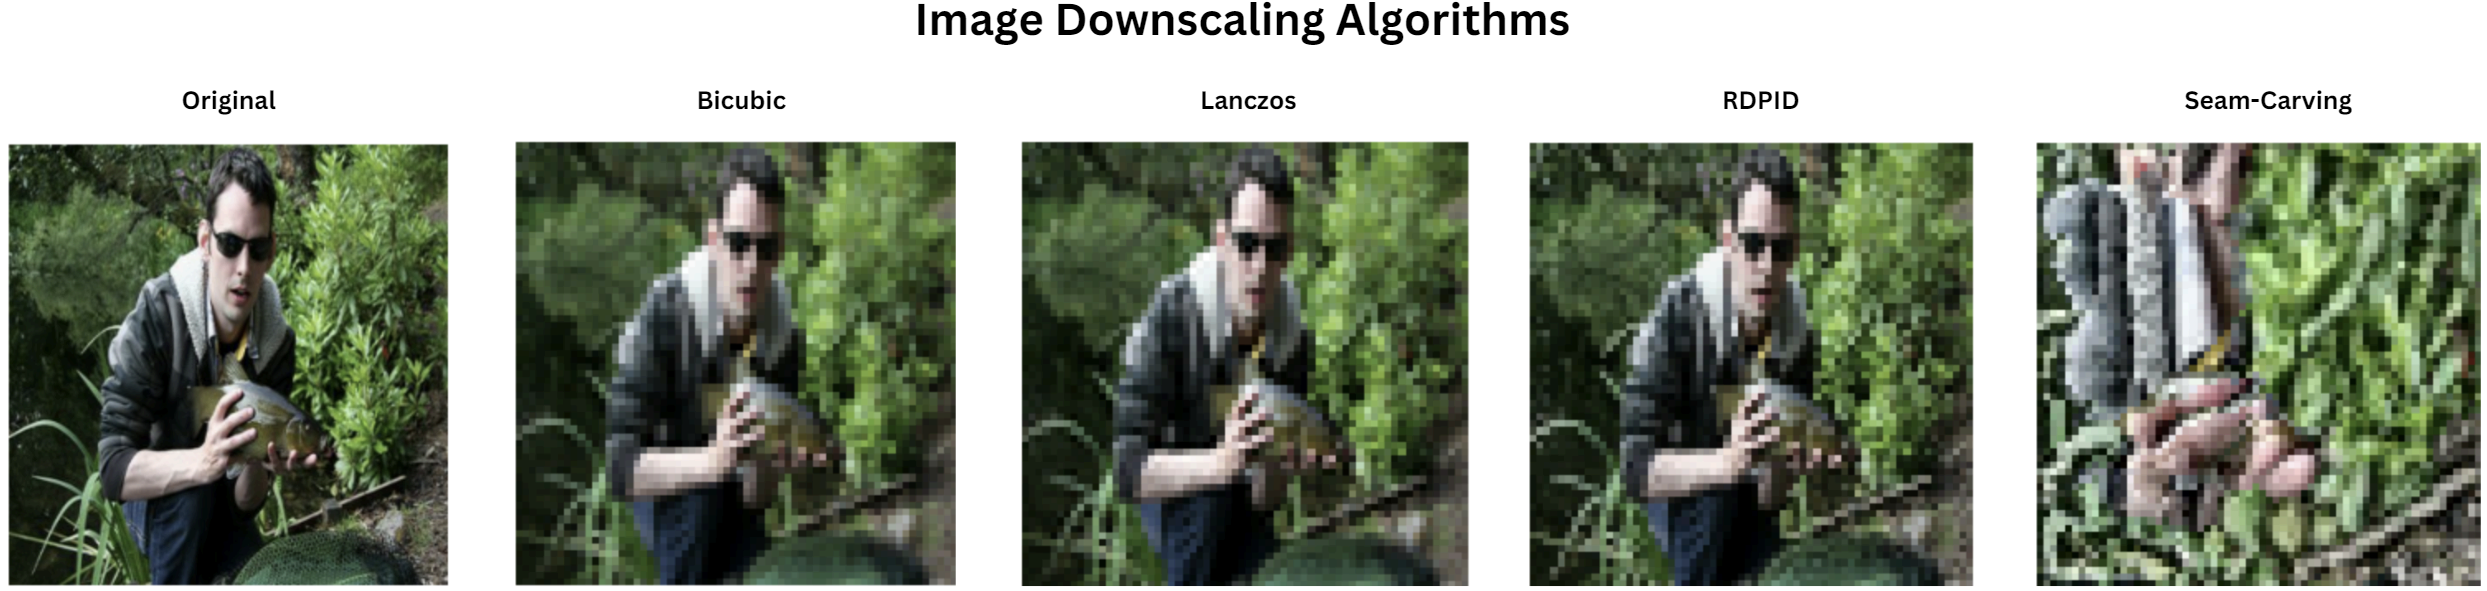 Image Downscaling Algorithms
Original
Bicubic
Lanczos
RDPID
Seam-Carving